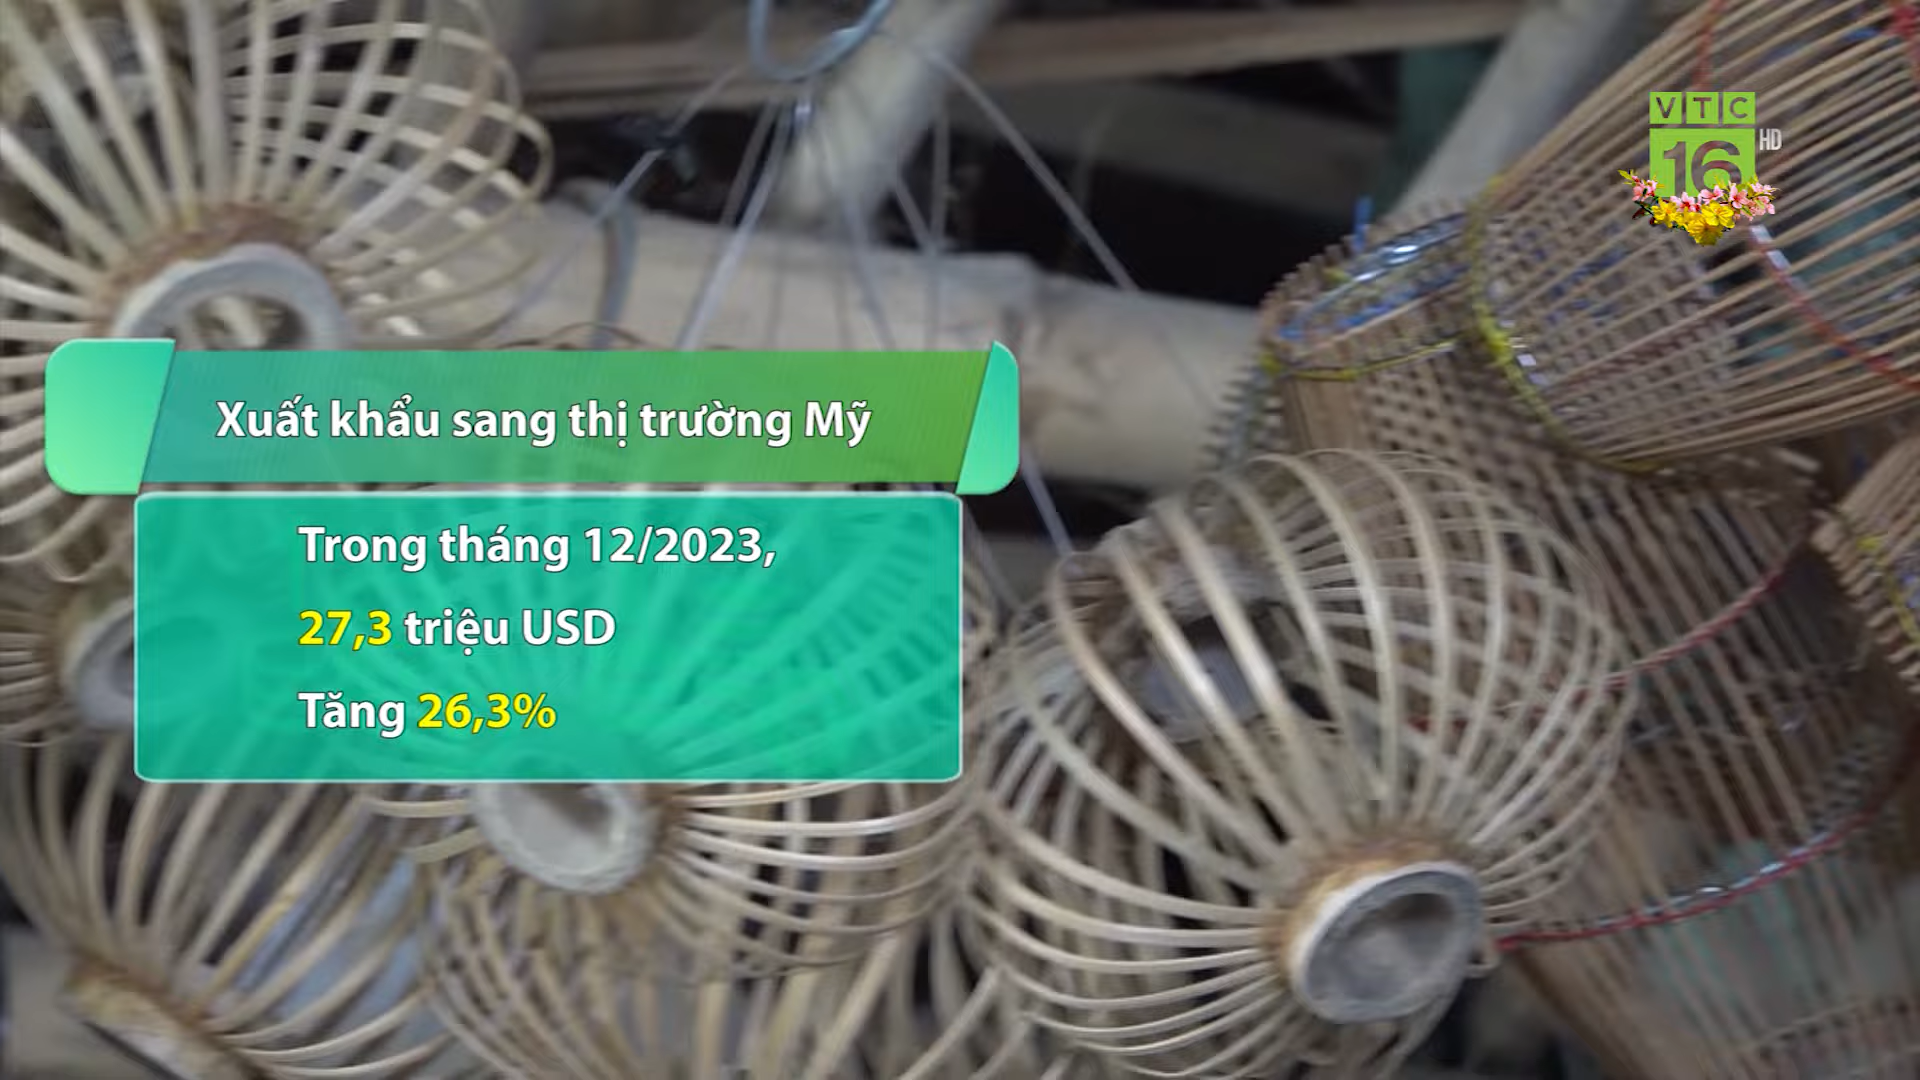 VTC
16
HD
Xuất khẩu sang thị trường Mỹ
Trong tháng 12/2023,
27,3 triệu USD
Tăng 26,3%